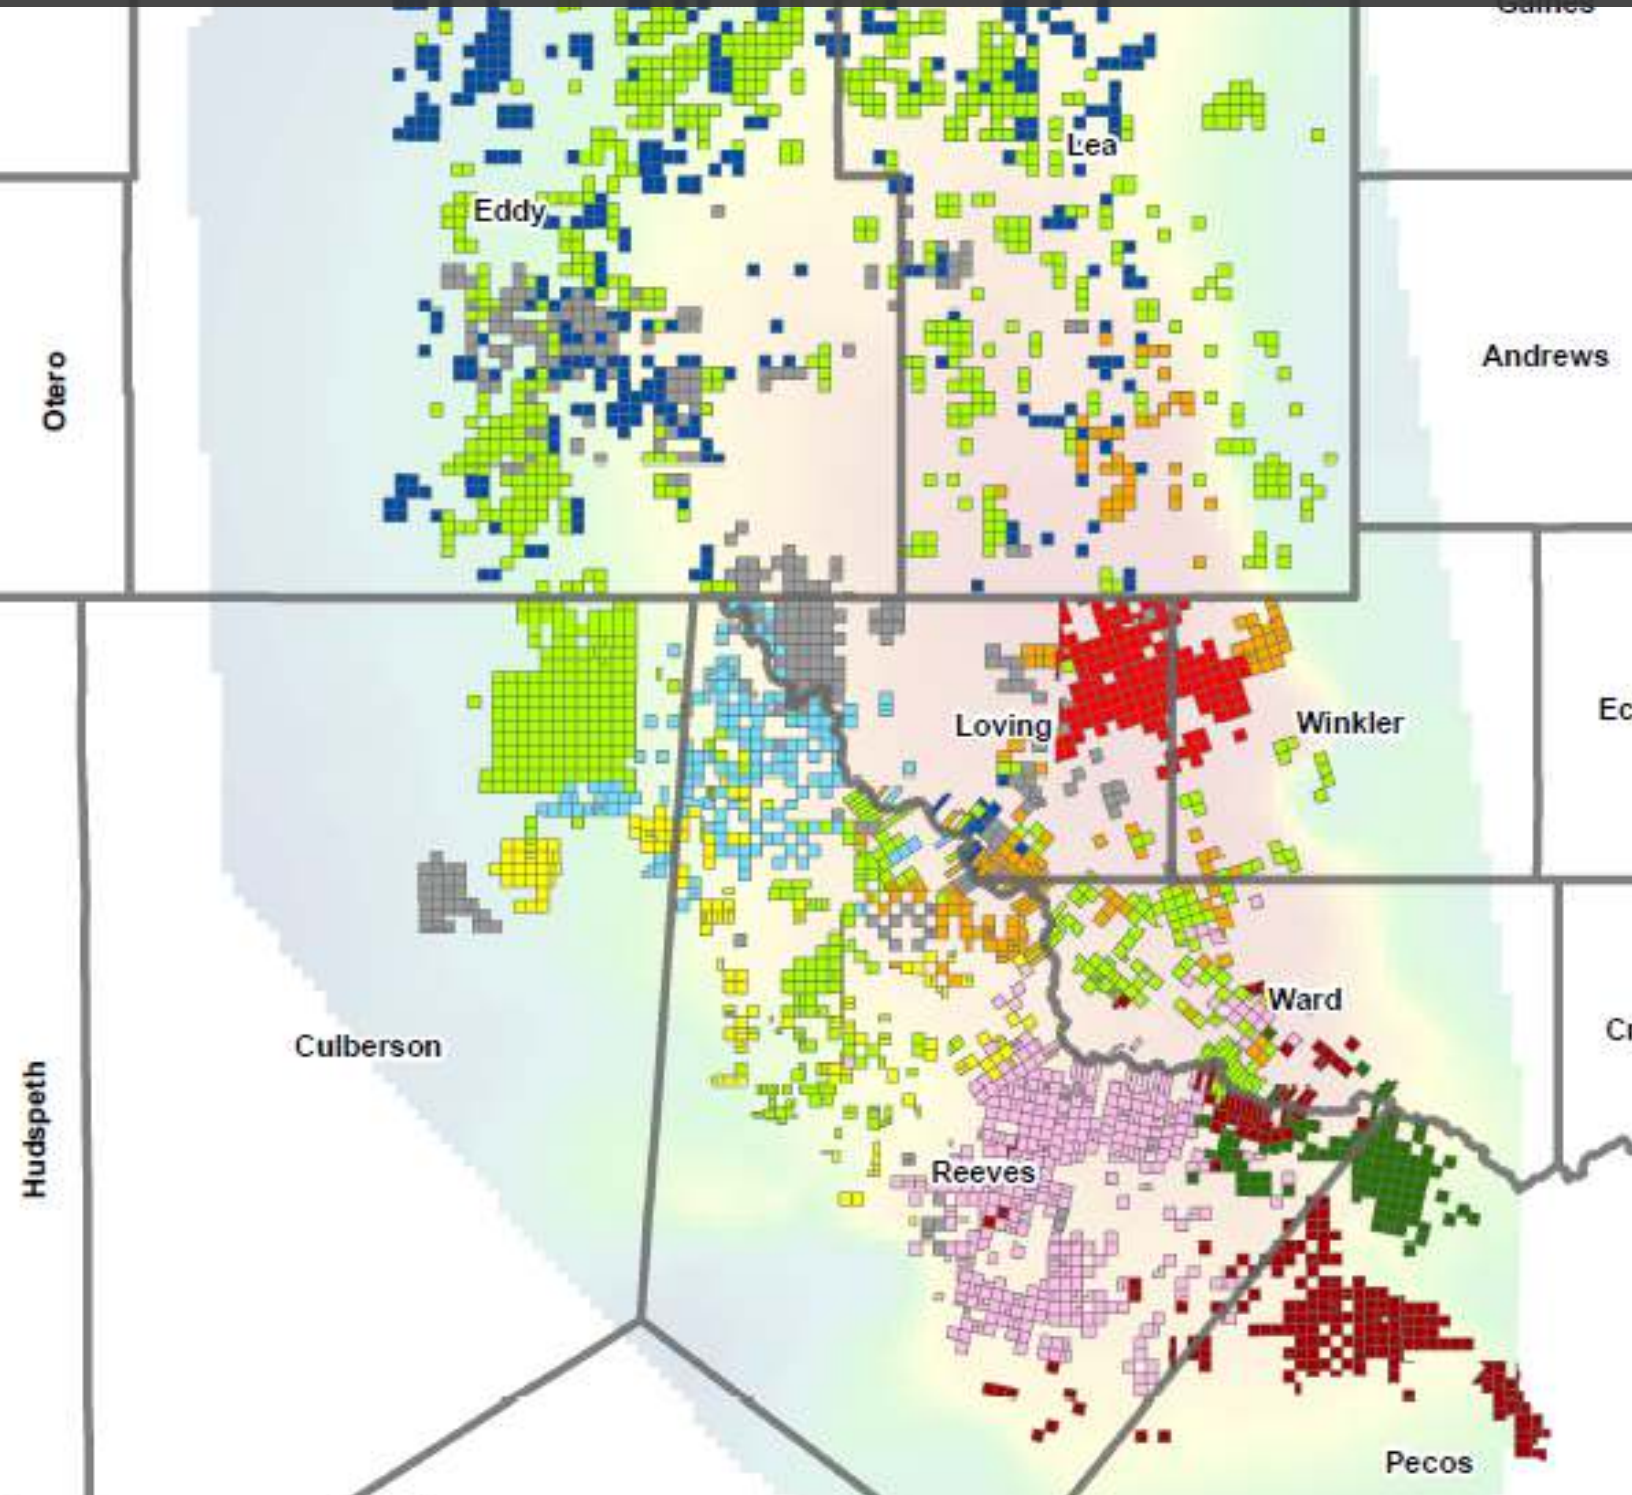 Lea
Eddy
Andrews
Otero
Loving
Winkler
Ward
Culberson
Hudspeth
Reeves
Pecos